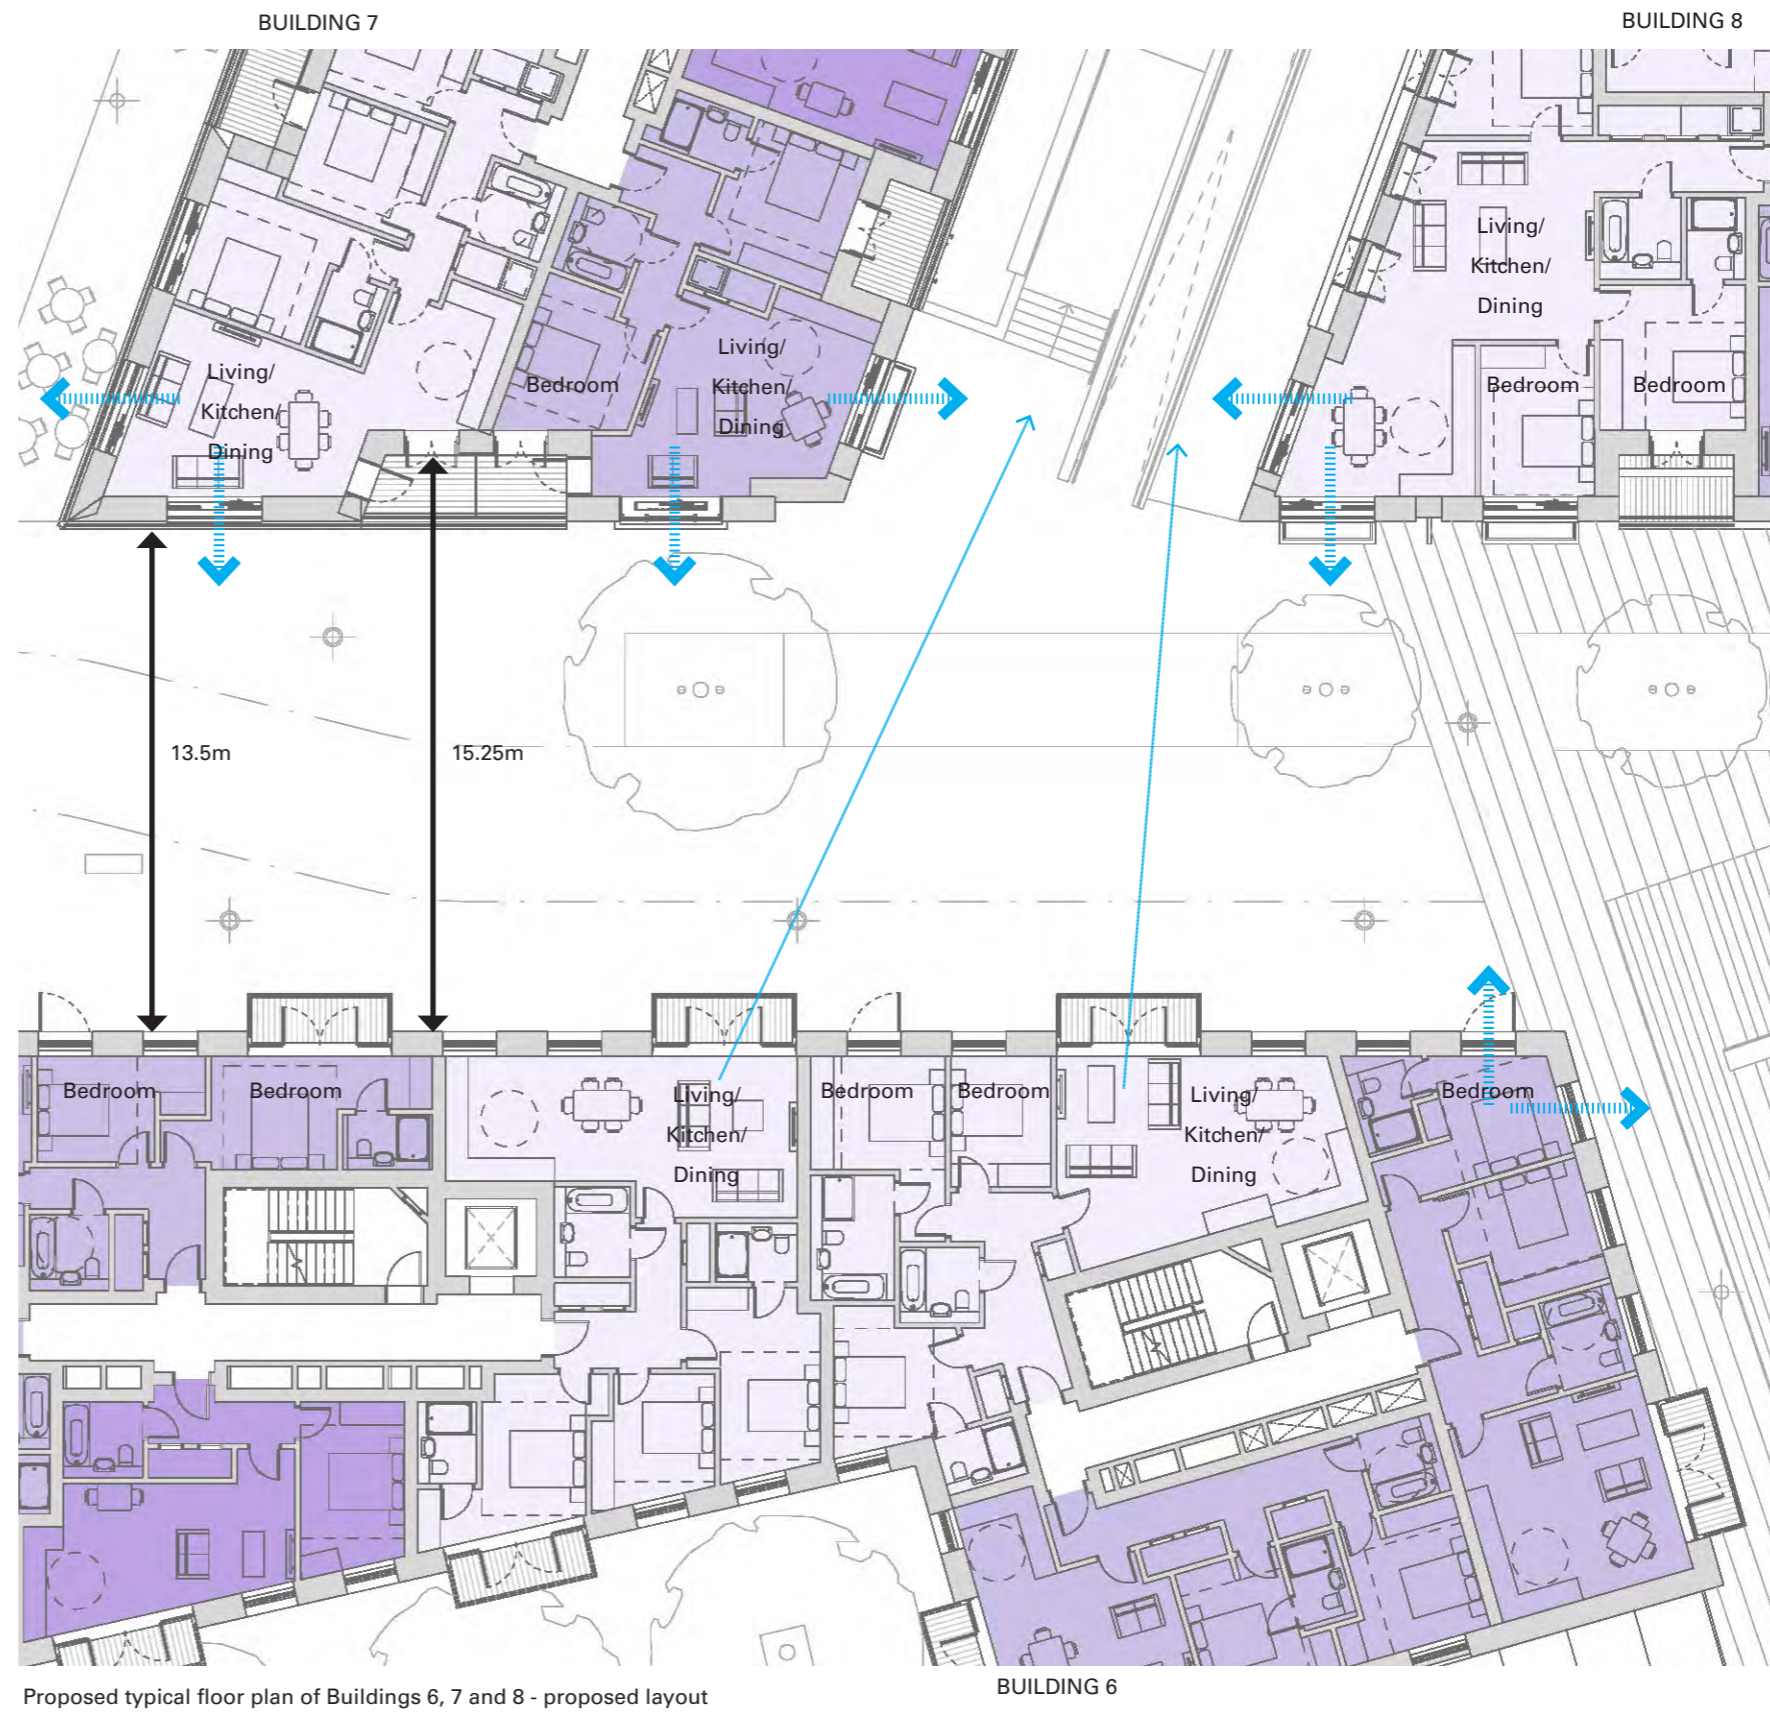 BUILDING 7
BUILDING 8
Living/
Kitchen/
Dining
Living/
Kitchen/
Dining
Bedroom
Living/
Kitchen/
Dining
Bedroom
Bedroom
13.5m
15.25m
Bedroom
Bedroom
Living/
Kitchen/
Dining
Bedroom
Bedroom
Living/
Kitchen/
Dining
Bedroom
BUILDING 6
Proposed typical floor plan of Buildings 6, 7 and 8 - proposed layout